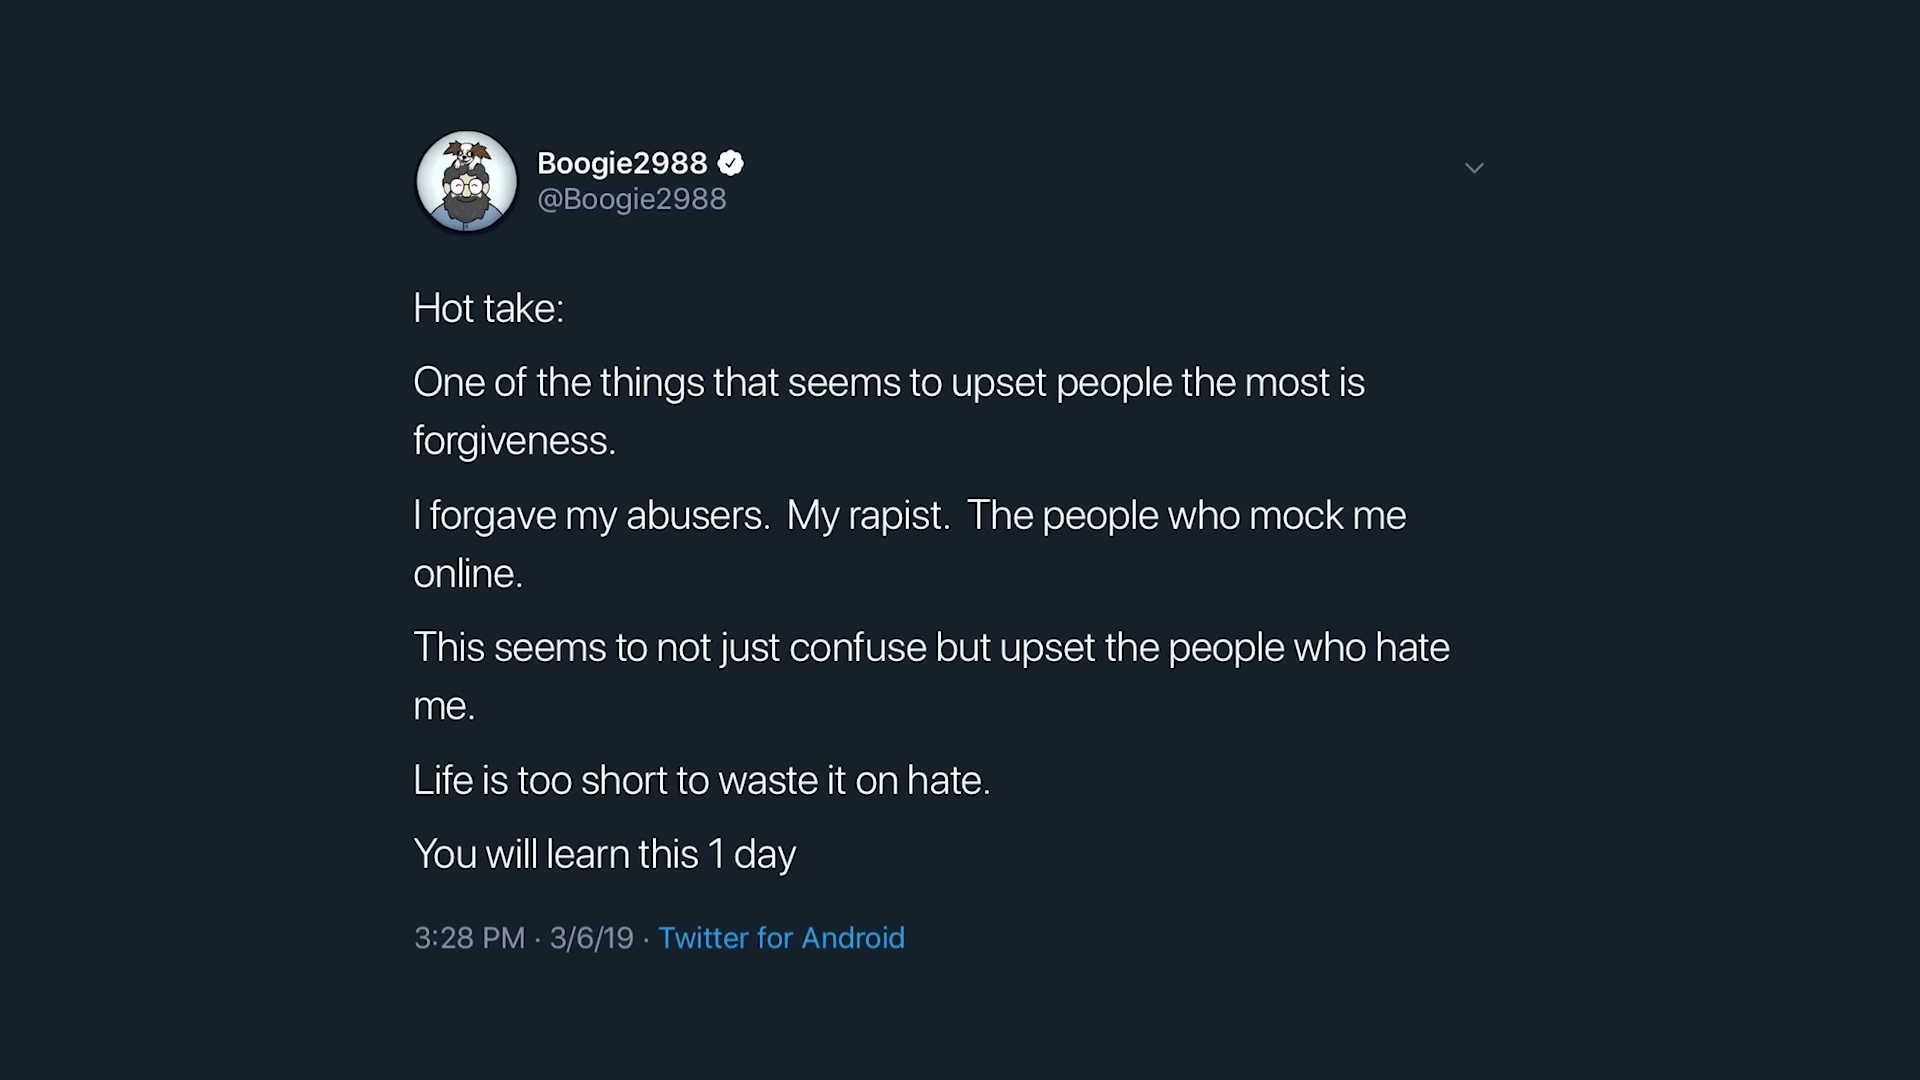 Boogie2988
@Boogie2988
Hot take:
One of the things that seems to upset people the most is
forgiveness.
I forgave my abusers.  My rapist.  The people who mock me
online.
This seems to not just confuse but upset the people who hate
me.
Life is too short to waste it on hate.
You will learn this 1 day
3:28 PM · 3/6/19 · Twitter for Android